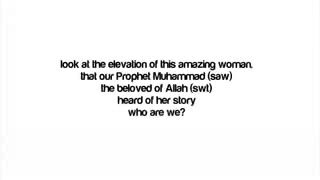 look at the elevation of this amazing woman.
that our Prophet Muhammad (saw)
the beloved of Allah (swt)
heard of her story
who are we?